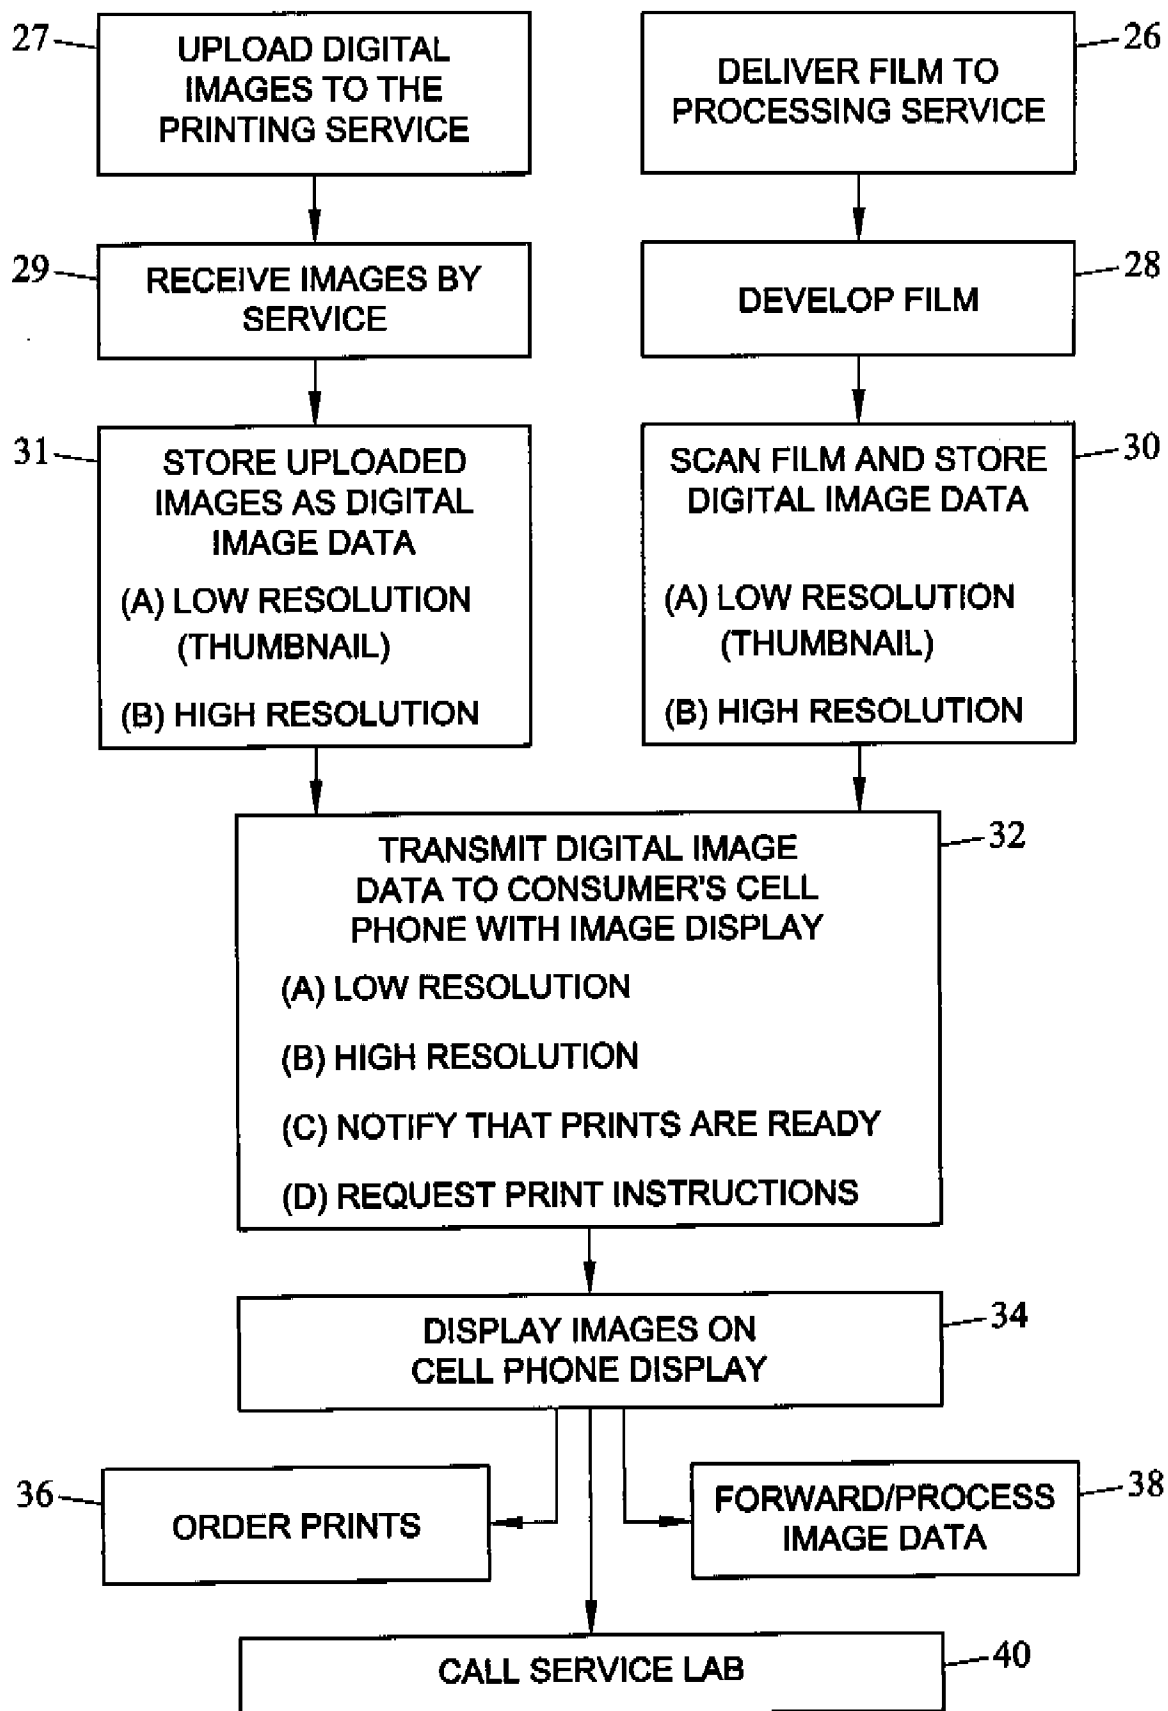 27
UPLOAD DIGITAL
IMAGES TO THE
PRINTING SERVICE
26
DELIVER FILM TO
PROCESSING SERVICE
29
RECEIVE IMAGES BY
SERVICE
28
DEVELOP FILM
31
STORE UPLOADED
IMAGES AS DIGITAL
IMAGE DATA
(A) LOW RESOLUTION
(THUMBNAIL)
(B) HIGH RESOLUTION
30
SCAN FILM AND STORE
DIGITAL IMAGE DATA
(A) LOW RESOLUTION
(THUMBNAIL)
(B) HIGH RESOLUTION
32
TRANSMIT DIGITAL IMAGE
DATA TO CONSUMER'S CELL
PHONE WITH IMAGE DISPLAY
(A) LOW RESOLUTION
(B) HIGH RESOLUTION
(C) NOTIFY THAT PRINTS ARE READY
(D) REQUEST PRINT INSTRUCTIONS
34
DISPLAY IMAGES ON
CELL PHONE DISPLAY
36
ORDER PRINTS
38
FORWARD/PROCESS
IMAGE DATA
40
CALL SERVICE LAB